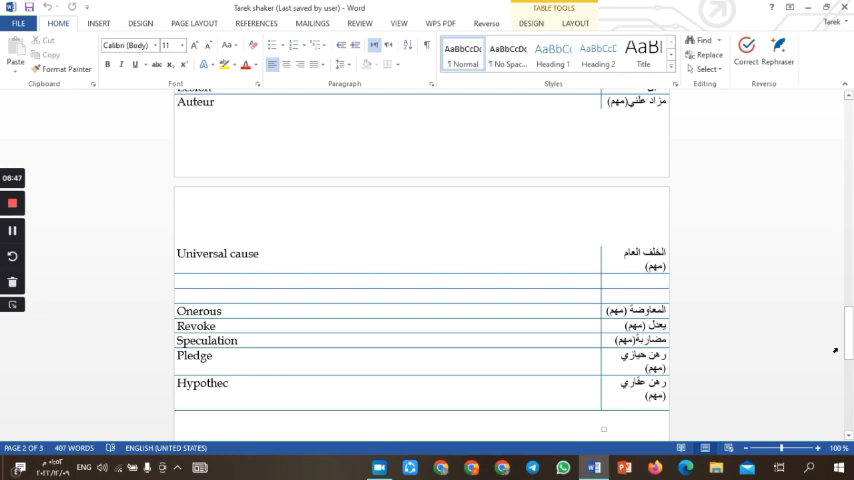 Tarek shaker (Last saved by user) - Word
TABLE TOOLS
FILE HOME INSERT DESIGN PAGE LAYOUT REFERENCES MAILINGS REVIEW VIEW WPS PDF Reverso DESIGN LAYOUT Tarek
Paste
Cut
Copy
Format Painter
Calibri (Body) 11
AaBbCcDc AaBbCcDc AaBbCc AaBbCcC AaBl
¶ Normal ¶ No Spac... Heading 1 Heading 2 Title
Find
Replace
Select
Correct Rephraser
Clipboard Font Paragraph Styles Editing Reverso
Auteur مزاد علني(مهم)
06:47
Universal cause الخلف العام
(مهم)
Onerous المعاوضة (مهم)
Revoke يعدل (مهم)
Speculation مضاربة(مهم)
Pledge رهن حيازي
(مهم)
Hypothec رهن عقاري
(مهم)
PAGE 2 OF 3 407 WORDS ENGLISH (UNITED STATES) 100 %
ENG